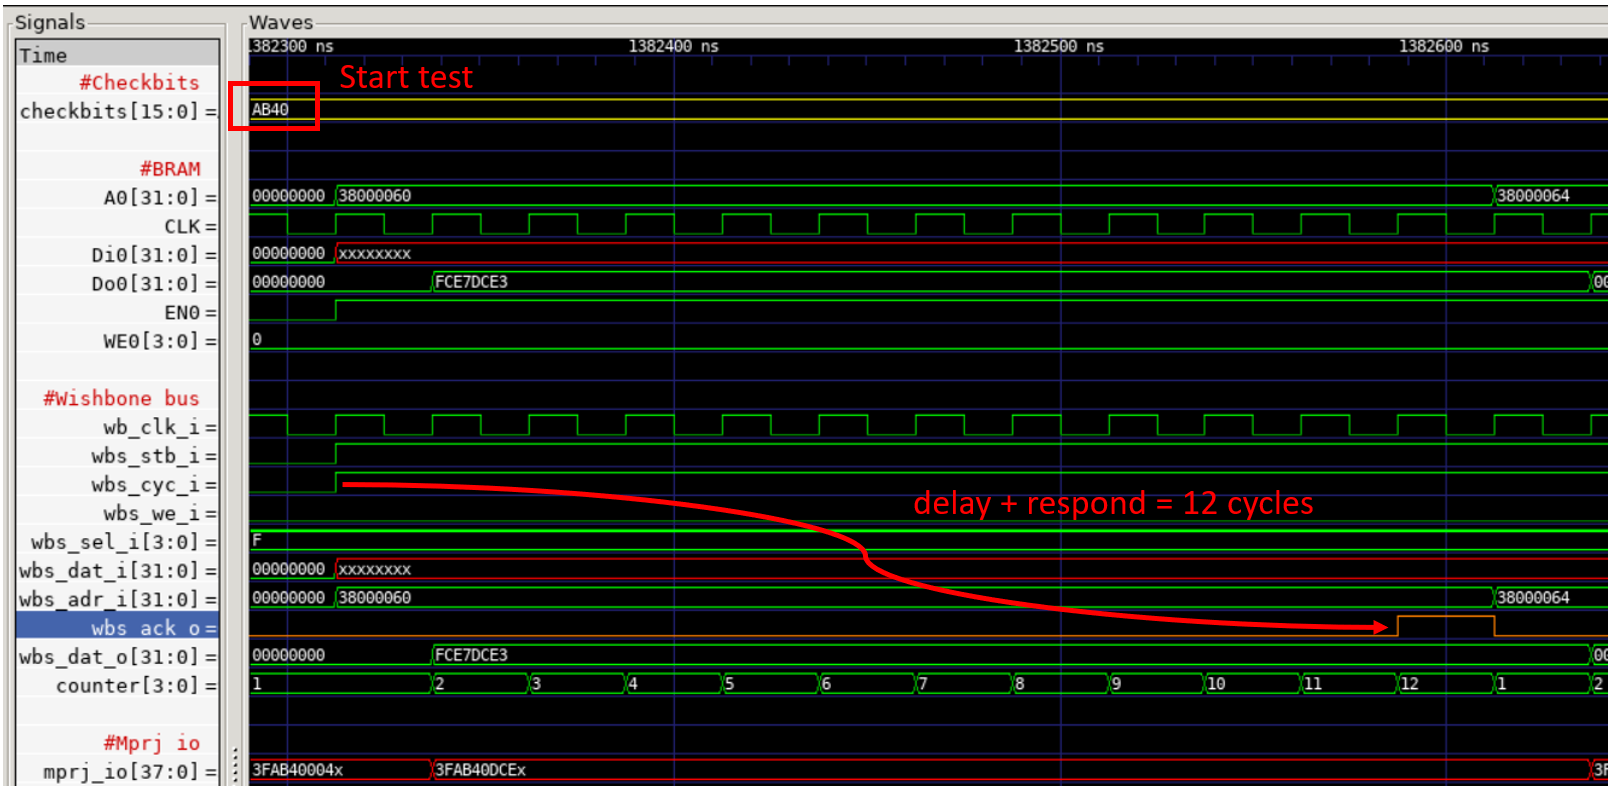 Signals Waves
Time 1382300 ns 1382400 ns 1382500 ns 1382600 ns
Start test
#Checkbits
checkbits[15:0] = AB40
#BRAM
A0[31:0] = 00000000 38000060 38000064
CLK =
Di0[31:0] = 00000000 xxxxxxxx
Do0[31:0] = 00000000 FCE7DCE3 00
EN0 =
WE0[3:0] = 0
#Wishbone bus
wb_clk_i =
wbs_stb_i =
wbs_cyc_i =
delay + respond = 12 cycles
wbs_we_i =
wbs_sel_i[3:0] = F
wbs_dat_i[31:0] = 00000000 xxxxxxxx
wbs_adr_i[31:0] = 00000000 38000060 38000064
wbs_ack_o =
wbs_dat_o[31:0] = 00000000 FCE7DCE3 00
counter[3:0] = 1 2 3 4 5 6 7 8 9 10 11 12 1 2
#Mprj io
mprj_io[37:0] = 3FAB40004x 3FAB40DCEx 3F